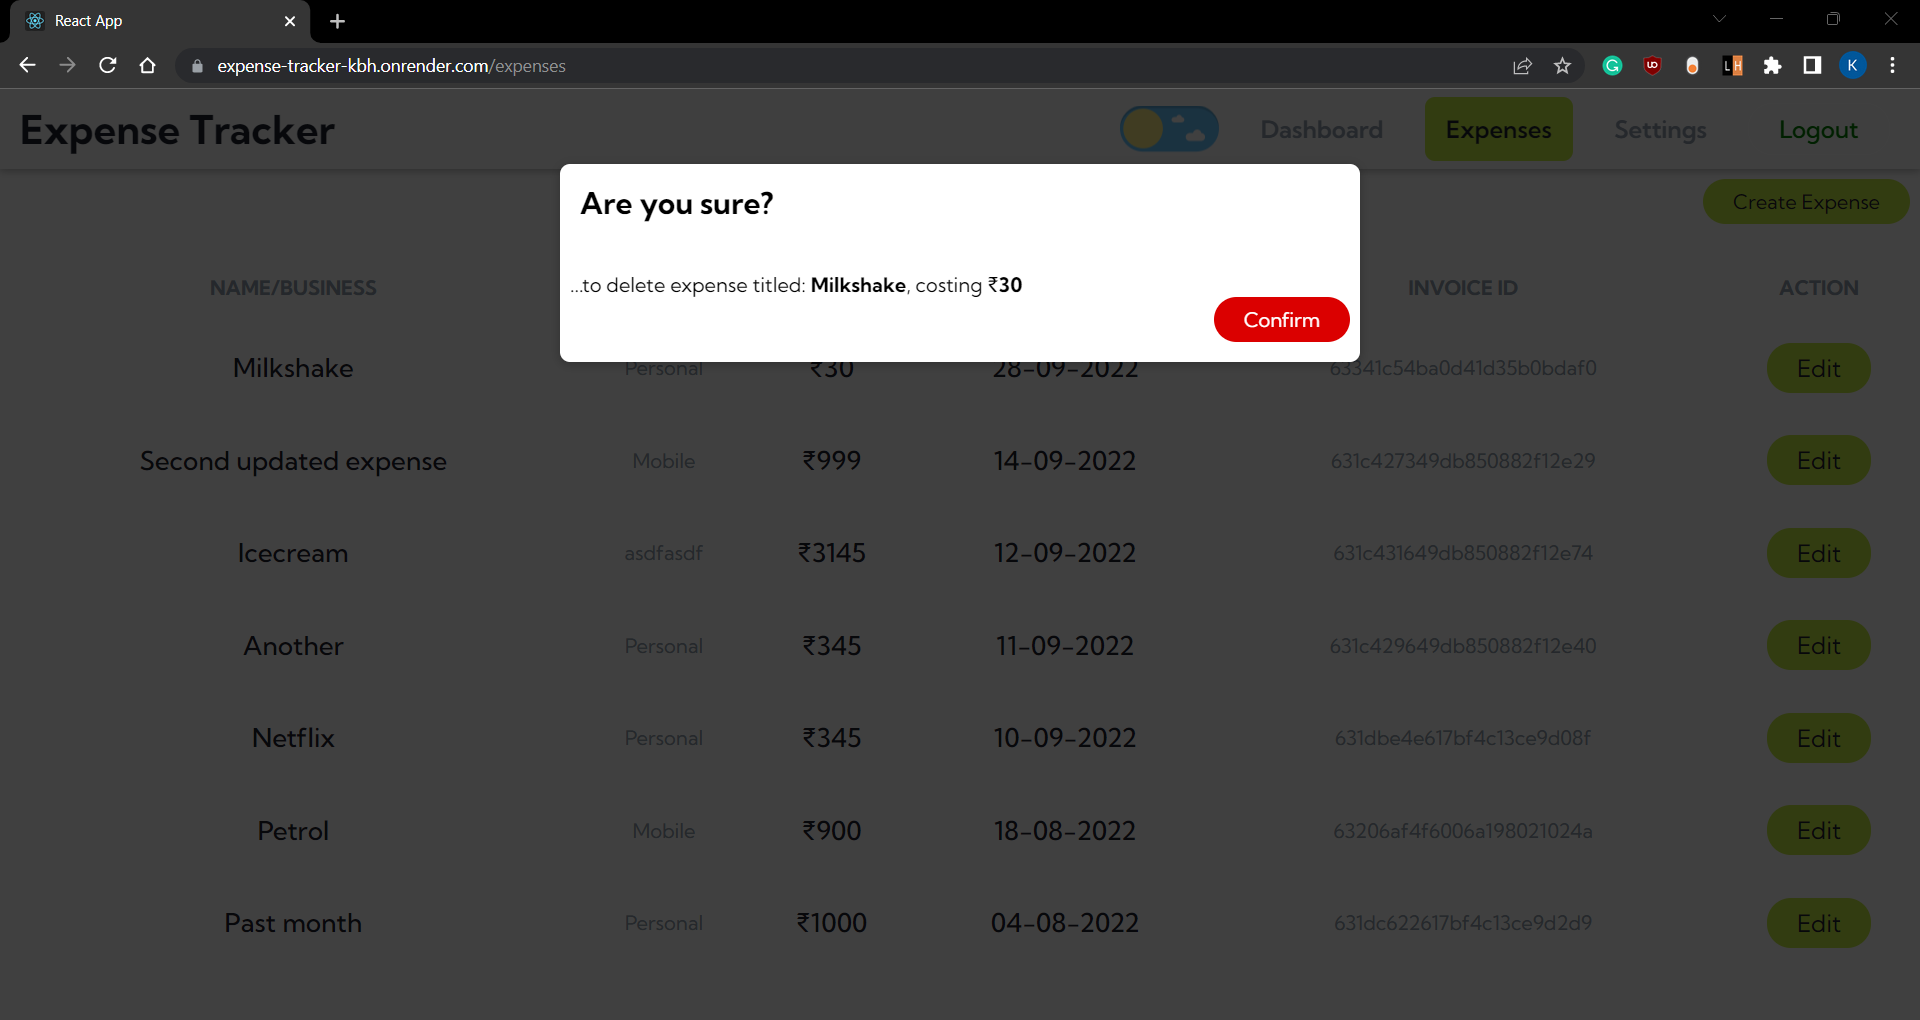 React App
expense-tracker-kbh.onrender.com/expenses
K
Expense Tracker
Dashboard
Expenses
Settings
Logout
Create Expense
Are you sure?
...to delete expense titled: Milkshake, costing ₹30
Confirm
NAME/BUSINESS INVOICE ID ACTION
Milkshake Personal ₹30 28-09-2022 63341c54ba0d41d35b0bdaf0 Edit
Second updated expense Mobile ₹999 14-09-2022 631c427349db850882f12e29 Edit
Icecream asdfasdf ₹3145 12-09-2022 631c431649db850882f12e74 Edit
Another Personal ₹345 11-09-2022 631c429649db850882f12e40 Edit
Netflix Personal ₹345 10-09-2022 631dbe4e617bf4c13ce9d08f Edit
Petrol Mobile ₹900 18-08-2022 63206af4f6006a198021024a Edit
Past month Personal ₹1000 04-08-2022 631dc622617bf4c13ce9d2d9 Edit